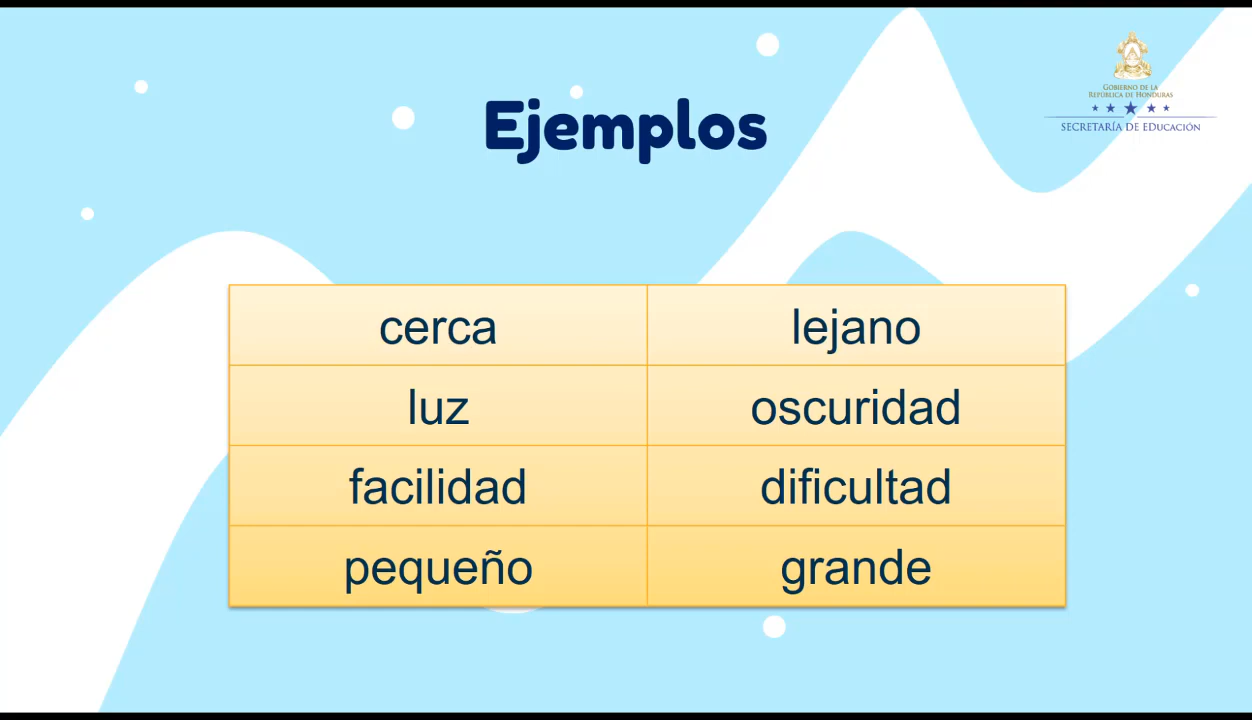 Ejemplos
GOBIERNO DE LA
REPÚBLICA DE HONDURAS
SECRETARÍA DE EDUCACIÓN
cerca lejano
luz oscuridad
facilidad dificultad
pequeño grande